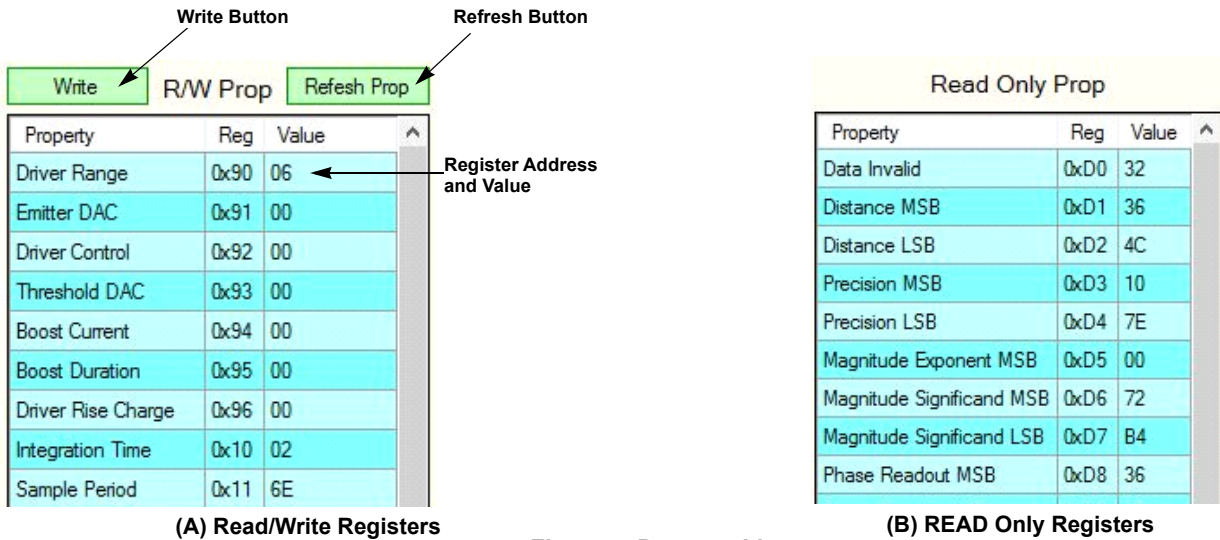 Write Button
Refresh Button
Write
R/W Prop
Refesh Prop
Property Reg Value
Driver Range 0x90 06
Emitter DAC 0x91 00
Driver Control 0x92 00
Threshold DAC 0x93 00
Boost Current 0x94 00
Boost Duration 0x95 00
Driver Rise Charge 0x96 00
Integration Time 0x10 02
Sample Period 0x11 6E
Register Address
and Value
(A) Read/Write Registers
Read Only Prop
Property Reg Value
Data Invalid 0xD0 32
Distance MSB 0xD1 36
Distance LSB 0xD2 4C
Precision MSB 0xD3 10
Precision LSB 0xD4 7E
Magnitude Exponent MSB 0xD5 00
Magnitude Significand MSB 0xD6 72
Magnitude Significand LSB 0xD7 B4
Phase Readout MSB 0xD8 36
(B) READ Only Registers